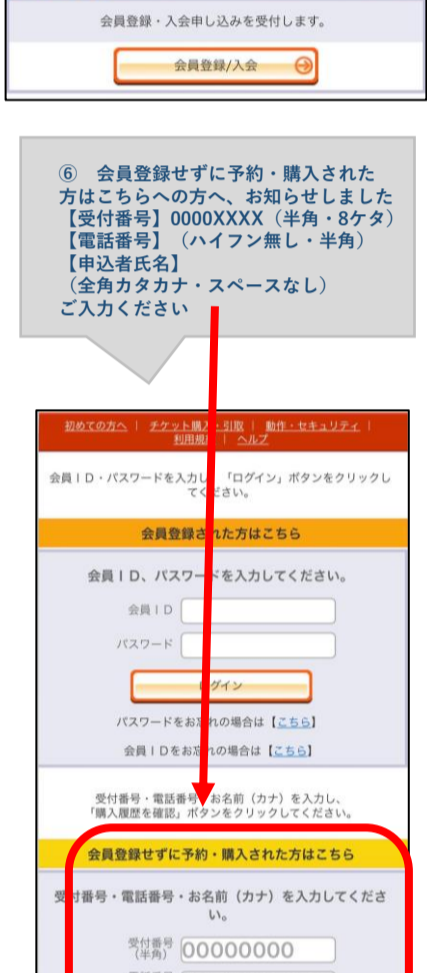 会員登録・入会申し込みを受付します。
会員登録/入会
⑥ 会員登録せずに予約・購入された
方はこちらへの方へ、お知らせしました
【受付番号】0000XXXX（半角・8ケタ）
【電話番号】（ハイフン無し・半角）
【申込者氏名】
（全角カタカナ・スペースなし）
ご入力ください
初めての方へ | チケット購入・引取 | 動作・セキュリティ |
利用規約 | ヘルプ
会員ID・パスワードを入力し、「ログイン」ボタンをクリックし
てください。
会員登録された方はこちら
会員ID、パスワードを入力してください。
会員ID
パスワード
ログイン
パスワードをお忘れの場合は【こちら】
会員IDをお忘れの場合は【こちら】
受付番号・電話番号・お名前（カナ）を入力し、
「購入履歴を確認」ボタンをクリックしてください。
会員登録せずに予約・購入された方はこちら
受付番号・電話番号・お名前（カナ）を入力してくださ
い。
受付番号
（半角）
00000000